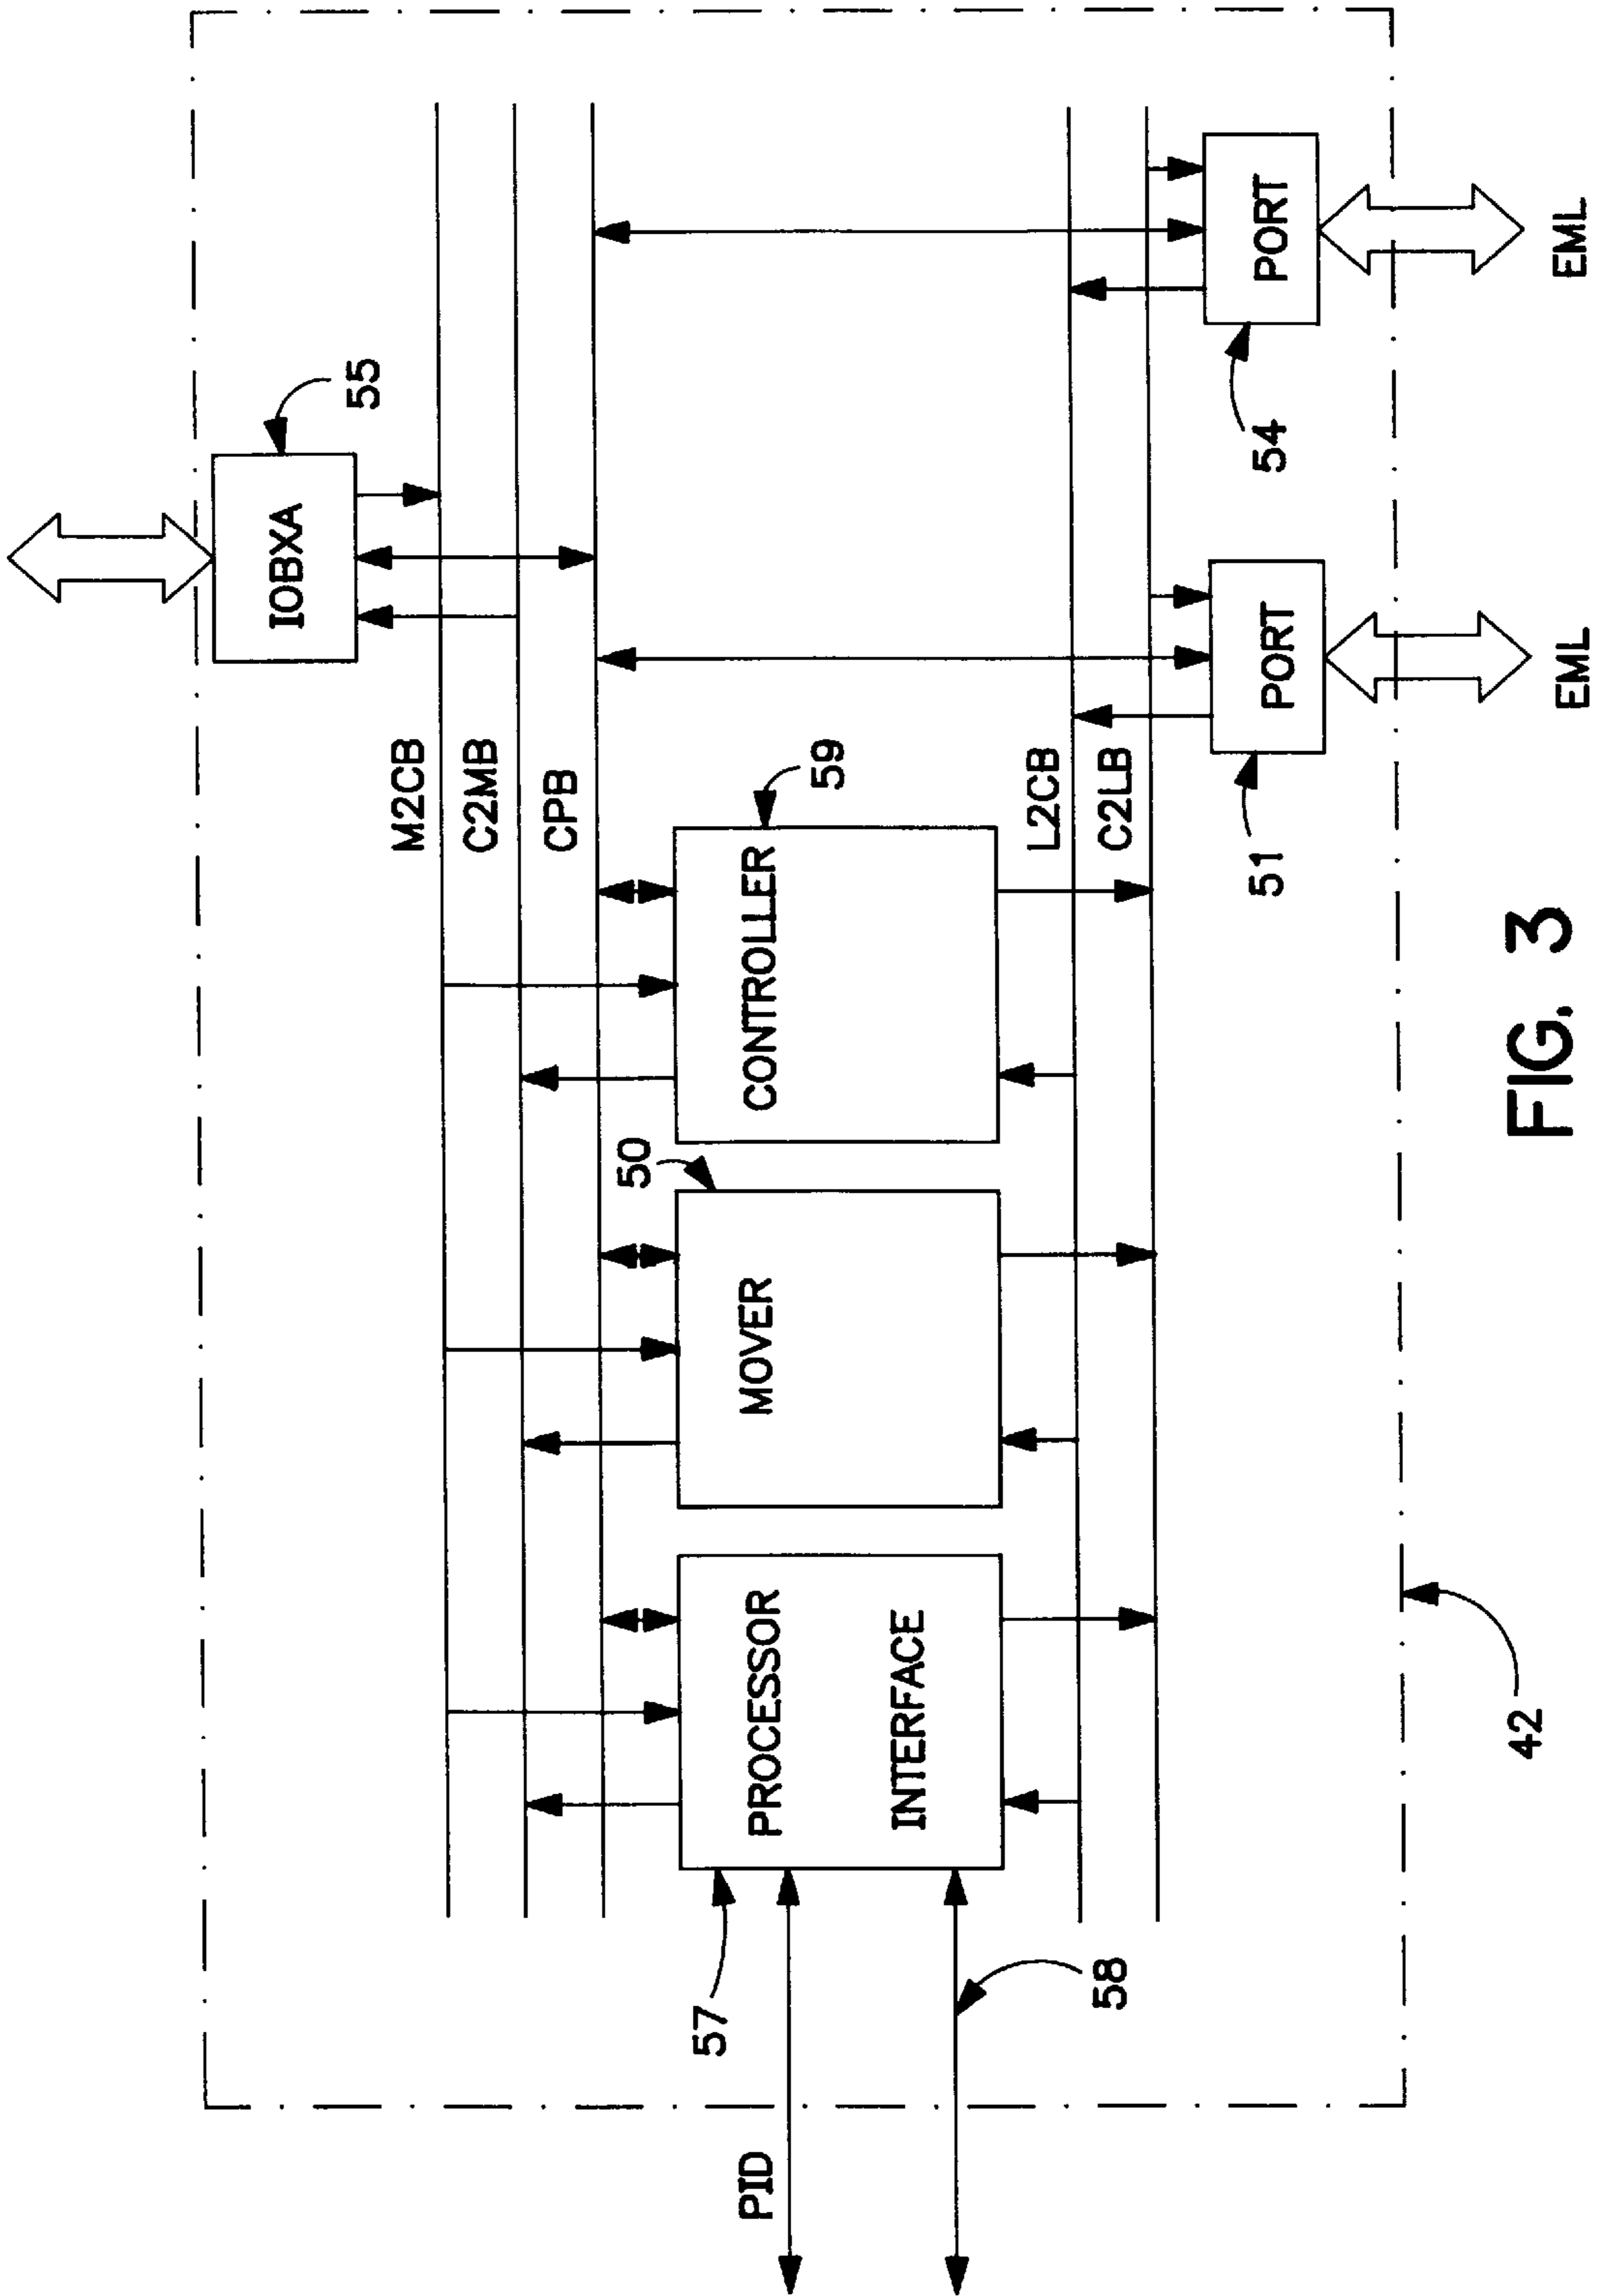 55
IOBXA
M2CB
C2MB
CPB
50
59
PROCESSOR
INTERFACE
MOVER
CONTROLLER
57
PID
58
L2CB
C2LB
PORT
51
PORT
54
EML
EML
42
FIG. 3